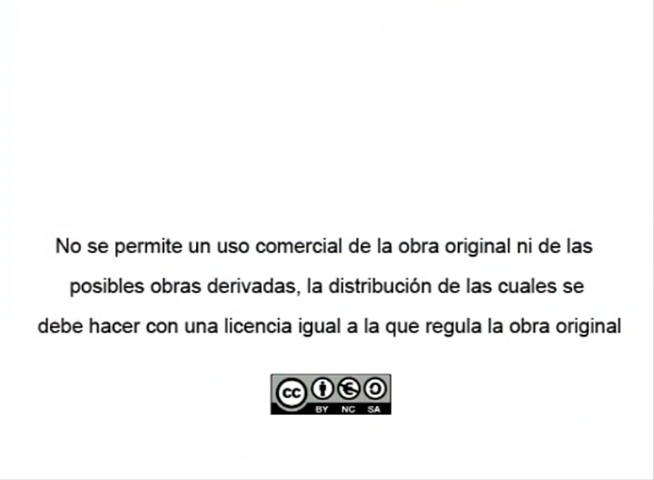 No se permite un uso comercial de la obra original ni de las
posibles obras derivadas, la distribución de las cuales se
debe hacer con una licencia igual a la que regula la obra original
cc
BY NC SA